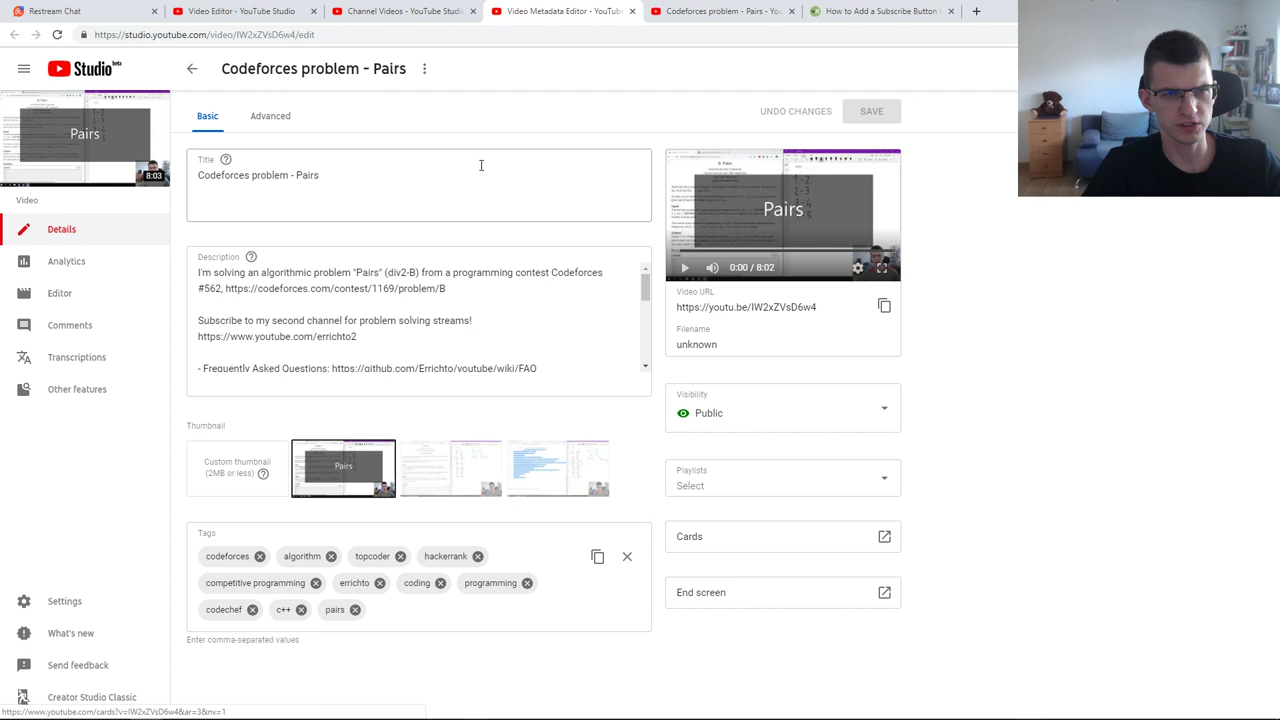 Restream Chat
Video Editor - YouTube Studio
Channel Videos - YouTube Studio
Video Metadata Editor - YouTube
Codeforces problem - Pairs - You
How to Add a Subscribe Button
https://studio.youtube.com/video/IW2xZVsD6w4/edit
Studio beta
Codeforces problem - Pairs
Pairs
8:03
Basic
Advanced
UNDO CHANGES
SAVE
Video
Details
Analytics
Editor
Comments
Transcriptions
Other features
Settings
What's new
Send feedback
Creator Studio Classic
Title
Codeforces problem - Pairs
Description
I'm solving an algorithmic problem "Pairs" (div2-B) from a programming contest Codeforces
#562, https://codeforces.com/contest/1169/problem/B
Subscribe to my second channel for problem solving streams!
https://www.youtube.com/errichto2
- Frequently Asked Questions: https://github.com/Errichto/youtube/wiki/FAQ
Thumbnail
Custom thumbnail
(2MB or less)
Pairs
Tags
codeforces
algorithm
topcoder
hackerrank
competitive programming
errichto
coding
programming
codechef
c++
pairs
Enter comma-separated values
Pairs
0:00 / 8:02
Video URL
https://youtu.be/IW2xZVsD6w4
Filename
unknown
Visibility
Public
Playlists
Select
Cards
End screen
https://www.youtube.com/cards?v=IW2xZVsD6w4&ar=3&nv=1